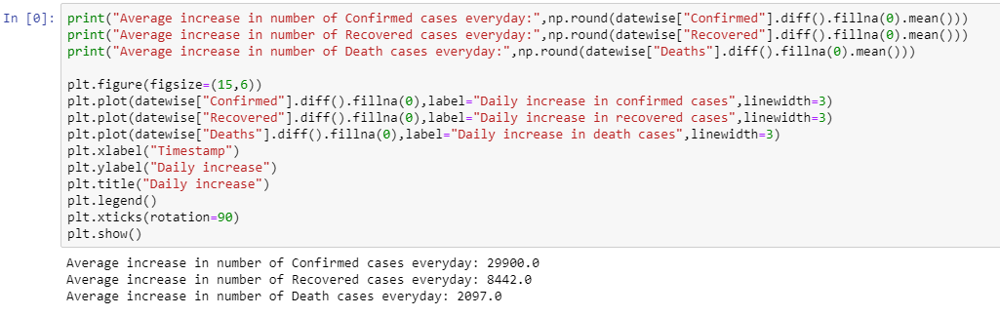 In [0]: print("Average increase in number of Confirmed cases everyday:",np.round(datewise["Confirmed"].diff().fillna(0).mean()))
print("Average increase in number of Recovered cases everyday:",np.round(datewise["Recovered"].diff().fillna(0).mean()))
print("Average increase in number of Death cases everyday:",np.round(datewise["Deaths"].diff().fillna(0).mean()))
plt.figure(figsize=(15,6))
plt.plot(datewise["Confirmed"].diff().fillna(0),label="Daily increase in confirmed cases",linewidth=3)
plt.plot(datewise["Recovered"].diff().fillna(0),label="Daily increase in recovered cases",linewidth=3)
plt.plot(datewise["Deaths"].diff().fillna(0),label="Daily increase in death cases",linewidth=3)
plt.xlabel("Timestamp")
plt.ylabel("Daily increase")
plt.title("Daily increase")
plt.legend()
plt.xticks(rotation=90)
plt.show()
Average increase in number of Confirmed cases everyday: 29900.0
Average increase in number of Recovered cases everyday: 8442.0
Average increase in number of Death cases everyday: 2097.0